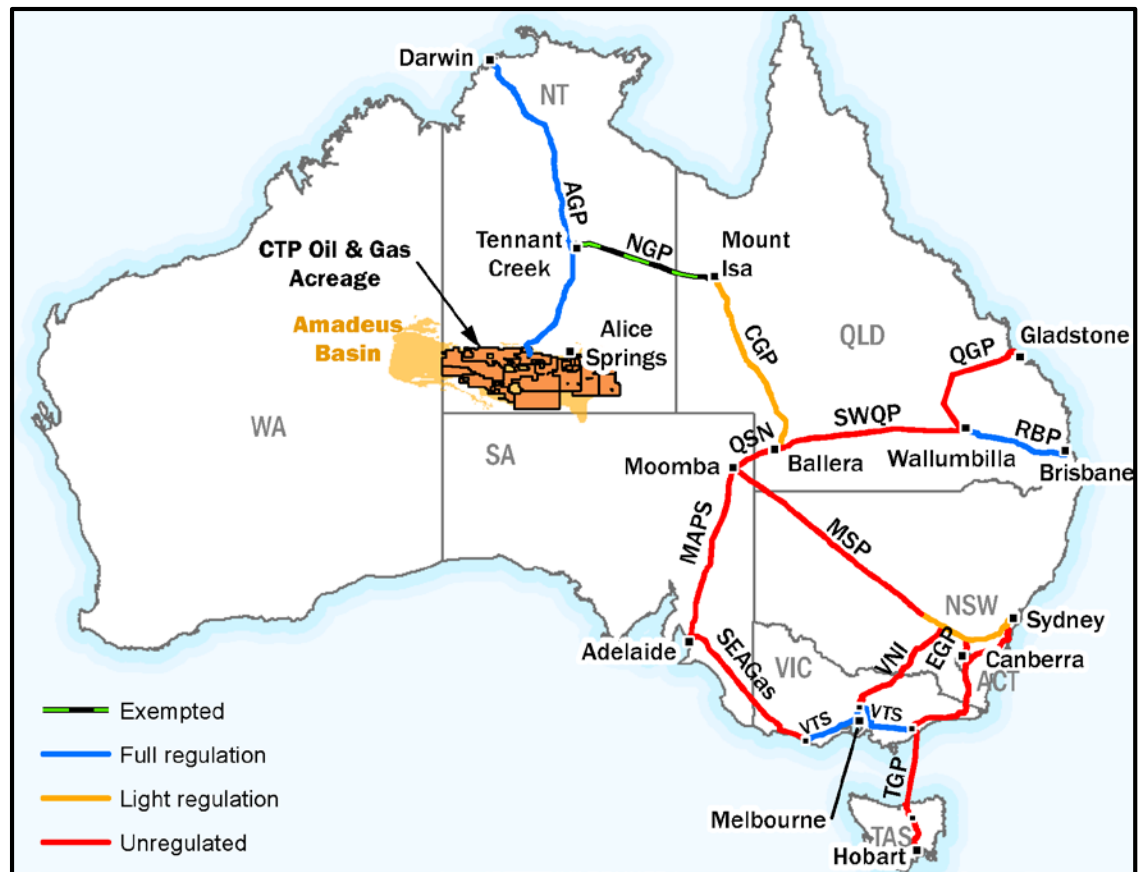 Darwin
NT
AGP
CTP Oil & Gas
Acreage
Tennant
Creek
NGP
Mount
Isa
Amadeus
Basin
Alice
Springs
CGP
QLD
Gladstone
QGP
WA
SA
SWQP
QSN
RBP
Moomba
Ballera
Wallumbilla
Brisbane
MAPS
MSP
NSW
Sydney
Adelaide
SEAGas
VIC
VNI
EGP
Canberra
ACT
VTS
VTS
TGP
Melbourne
TAS
Hobart
Exempted
Full regulation
Light regulation
Unregulated